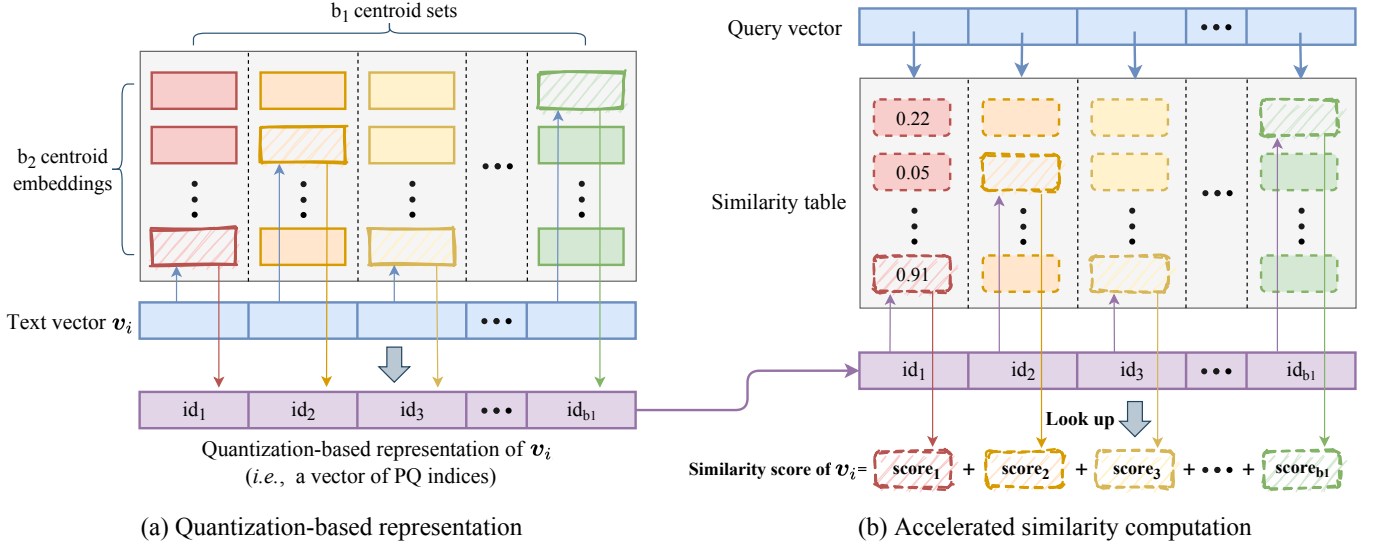 b1 centroid sets
b2 centroid
embeddings
Text vector vi
id1 id2 id3 ••• idb1
Quantization-based representation of vi
(i.e., a vector of PQ indices)
(a) Quantization-based representation
Query vector
0.22
0.05
Similarity table
0.91
id1 id2 id3 ••• idb1
Look up
Similarity score of vi= score1 + score2 + score3 + ••• + scoreb1
(b) Accelerated similarity computation